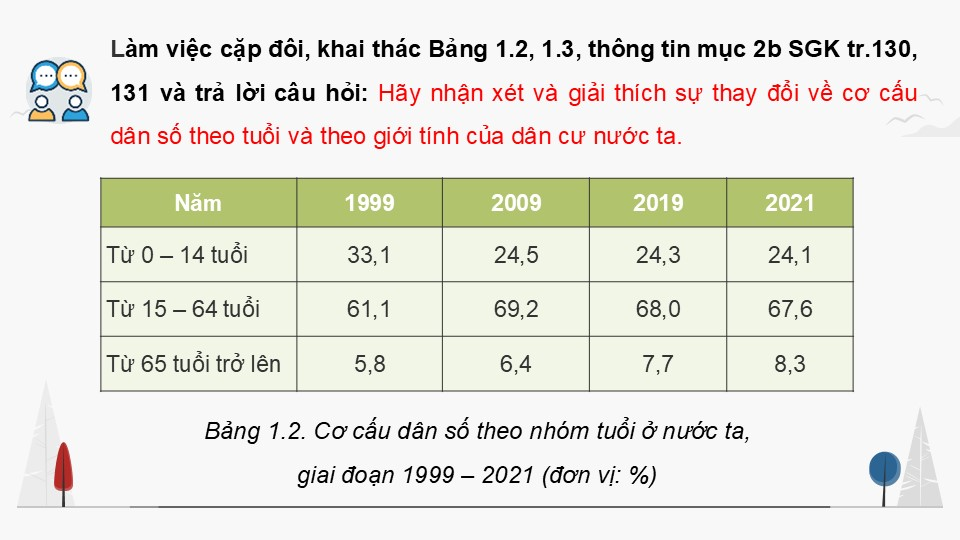 Làm việc cặp đôi, khai thác Bảng 1.2, 1.3, thông tin mục 2b SGK tr.130,
131 và trả lời câu hỏi: Hãy nhận xét và giải thích sự thay đổi về cơ cấu
dân số theo tuổi và theo giới tính của dân cư nước ta.
Năm 1999 2009 2019 2021
Từ 0 – 14 tuổi 33,1 24,5 24,3 24,1
Từ 15 – 64 tuổi 61,1 69,2 68,0 67,6
Từ 65 tuổi trở lên 5,8 6,4 7,7 8,3
Bảng 1.2. Cơ cấu dân số theo nhóm tuổi ở nước ta,
giai đoạn 1999 – 2021 (đơn vị: %)